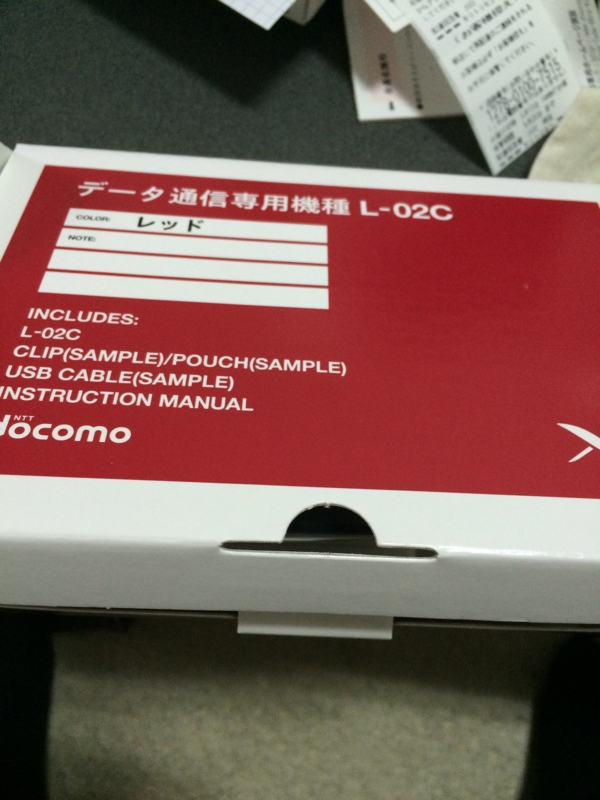 データ通信専用機種 L-02C
COLOR: レッド
NOTE:
INCLUDES:
L-02C
CLIP(SAMPLE)/POUCH(SAMPLE)
USB CABLE(SAMPLE)
INSTRUCTION MANUAL
NTT
docomo